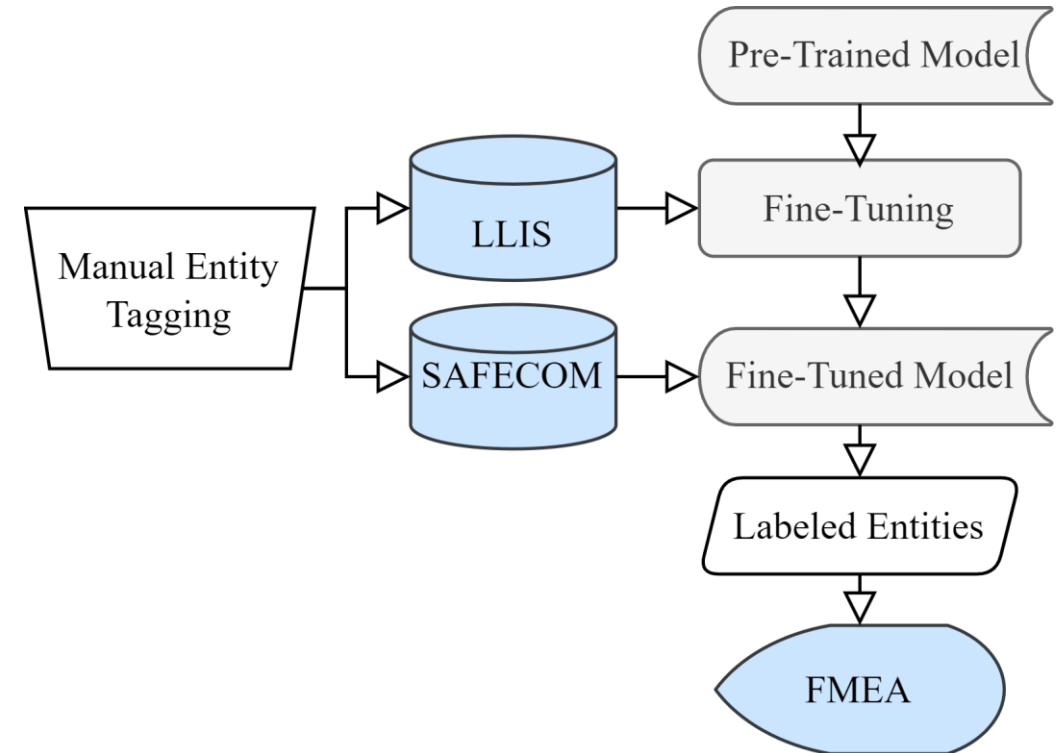 Pre-Trained Model
Fine-Tuning
LLIS
Manual Entity
Tagging
SAFECOM
Fine-Tuned Model
Labeled Entities
FMEA